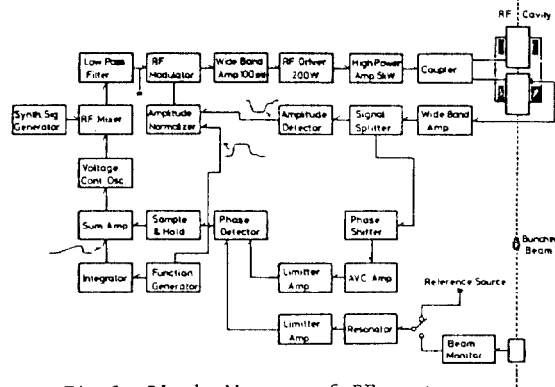 RF Cavity
Low Pass
Filter
RF
Modulator
Wide Band
Amp 100mW
RF Driver
200W
High Power
Amp 5kW
Coupler
Synth. Sig
Generator
RF Mixer
Amplitude
Normalizer
Amplitude
Detector
Signal
Splitter
Wide Band
Amp
Voltage
Cont. Osc.
Sum Amp
Sample
& Hold
Phase
Detector
Phase
Shifter
Bunched
Beam
Integrator
Function
Generator
Limitter
Amp
AVC Amp
Reference Source
Limitter
Amp
Resonator
Beam
Monitor